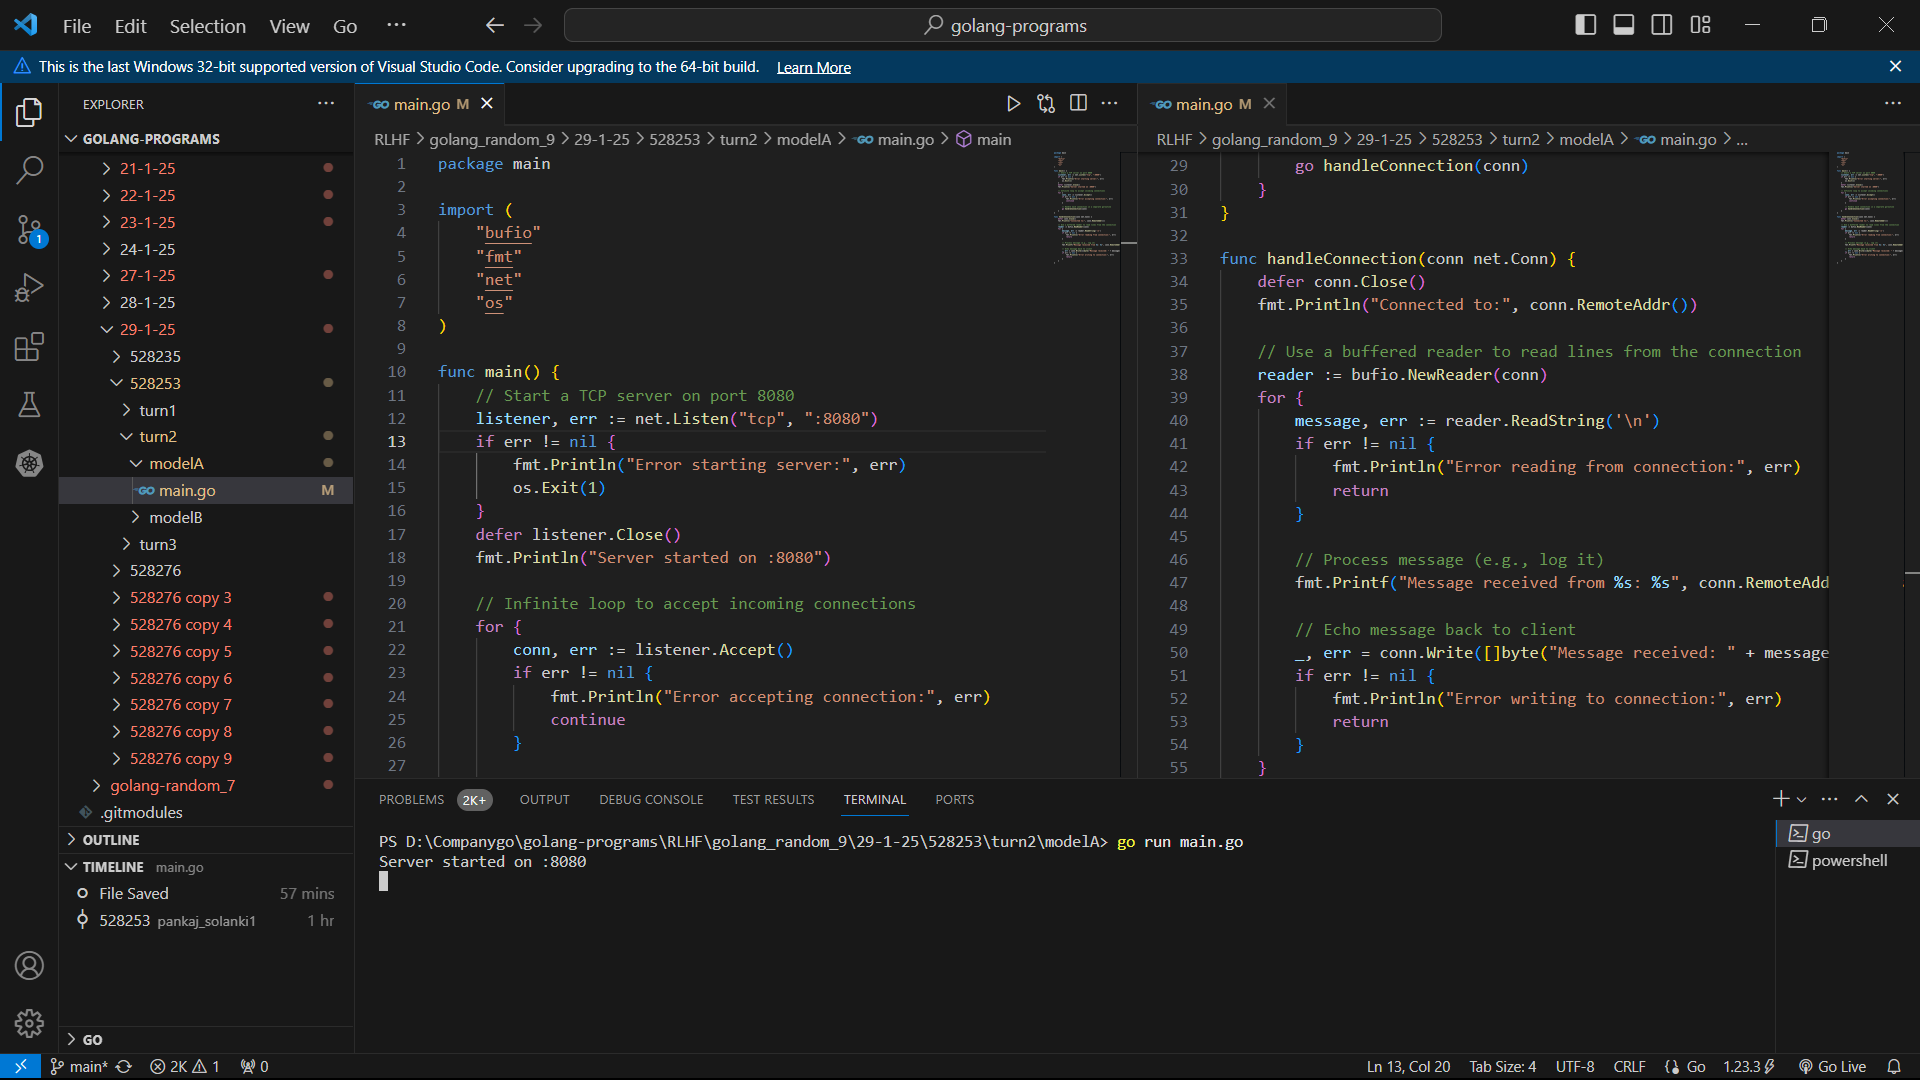 File Edit Selection View Go ···
golang-programs
This is the last Windows 32-bit supported version of Visual Studio Code. Consider upgrading to the 64-bit build. Learn More
EXPLORER
GOLANG-PROGRAMS
21-1-25
22-1-25
23-1-25
24-1-25
27-1-25
28-1-25
29-1-25
528235
528253
turn1
turn2
modelA
main.go M
modelB
turn3
528276
528276 copy 3
528276 copy 4
528276 copy 5
528276 copy 6
528276 copy 7
528276 copy 8
528276 copy 9
golang-random_7
.gitmodules
OUTLINE
TIMELINE main.go
File Saved 57 mins
528253 pankaj_solanki1 1 hr
GO
main.go M
RLHF > golang_random_9 > 29-1-25 > 528253 > turn2 > modelA > main.go > main
1 package main
2
3 import (
4 "bufio"
5 "fmt"
6 "net"
7 "os"
8 )
9
10 func main() {
11 // Start a TCP server on port 8080
12 listener, err := net.Listen("tcp", ":8080")
13 if err != nil {
14 fmt.Println("Error starting server:", err)
15 os.Exit(1)
16 }
17 defer listener.Close()
18 fmt.Println("Server started on :8080")
19
20 // Infinite loop to accept incoming connections
21 for {
22 conn, err := listener.Accept()
23 if err != nil {
24 fmt.Println("Error accepting connection:", err)
25 continue
26 }
27
main.go M
RLHF > golang_random_9 > 29-1-25 > 528253 > turn2 > modelA > main.go > ...
29 go handleConnection(conn)
30 }
31 }
32
33 func handleConnection(conn net.Conn) {
34 defer conn.Close()
35 fmt.Println("Connected to:", conn.RemoteAddr())
36
37 // Use a buffered reader to read lines from the connection
38 reader := bufio.NewReader(conn)
39 for {
40 message, err := reader.ReadString('\n')
41 if err != nil {
42 fmt.Println("Error reading from connection:", err)
43 return
44 }
45
46 // Process message (e.g., log it)
47 fmt.Printf("Message received from %s: %s", conn.RemoteAdd
48
49 // Echo message back to client
50 _, err = conn.Write([]byte("Message received: " + message
51 if err != nil {
52 fmt.Println("Error writing to connection:", err)
53 return
54 }
55 }
PROBLEMS 2K+ OUTPUT DEBUG CONSOLE TEST RESULTS TERMINAL PORTS
PS D:\Companygo\golang-programs\RLHF\golang_random_9\29-1-25\528253\turn2\modelA> go run main.go
Server started on :8080
go
powershell
main* 2K 1 0
Ln 13, Col 20 Tab Size: 4 UTF-8 CRLF Go 1.23.3 Go Live